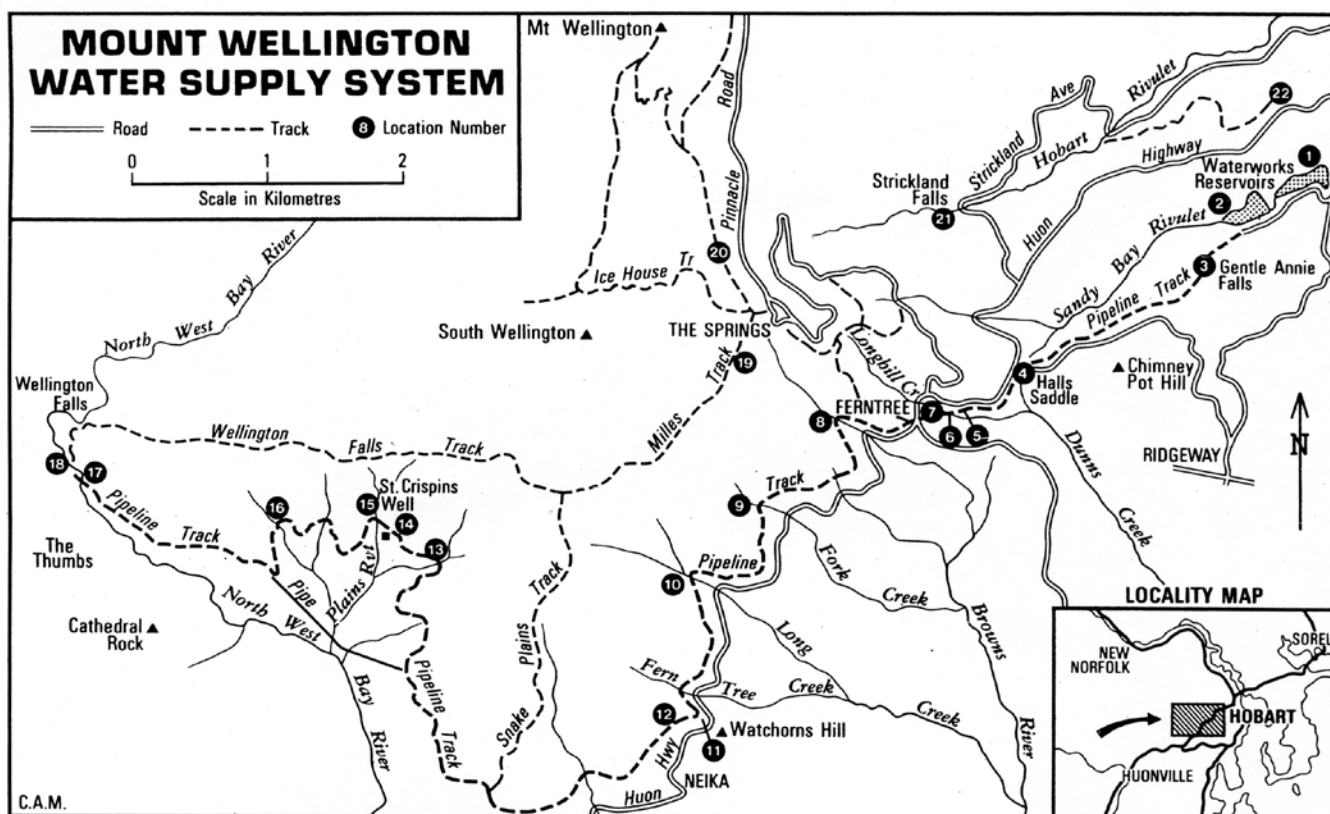 MOUNT WELLINGTON
WATER SUPPLY SYSTEM
Road
Track
8 Location Number
0 1 2
Scale in Kilometres
Mt Wellington
Pinnacle Road
Strickland Ave
Hobart Rivulet
22
Huon Highway
Waterworks
Reservoirs
1
2
Strickland
Falls
21
Sandy Bay Rivulet
3
Gentle Annie
Falls
Pipeline Track
20
Ice House Tr
North West Bay River
South Wellington
THE SPRINGS
19
Milles Track
Longhill Cr
4
Halls
Saddle
Chimney
Pot Hill
N
Wellington
Falls
FERNTREE
7
8
6
5
Dunns Creek
RIDGEWAY
Wellington Falls Track
18
17
16
15
St. Crispins
Well
14
13
9
Track
Pipeline Track
The
Thumbs
Pipe
Plains Riv
10
Pipeline
Fork Creek
Browns River
Cathedral
Rock
North West Bay River
Snake Plains Track
Long Creek
Fern Tree Creek
Pipeline Track
12
11
Watchorns Hill
NEIKA
Huon Hwy
C.A.M.
LOCALITY MAP
NEW
NORFOLK
SOREL
HOBART
HUONVILLE